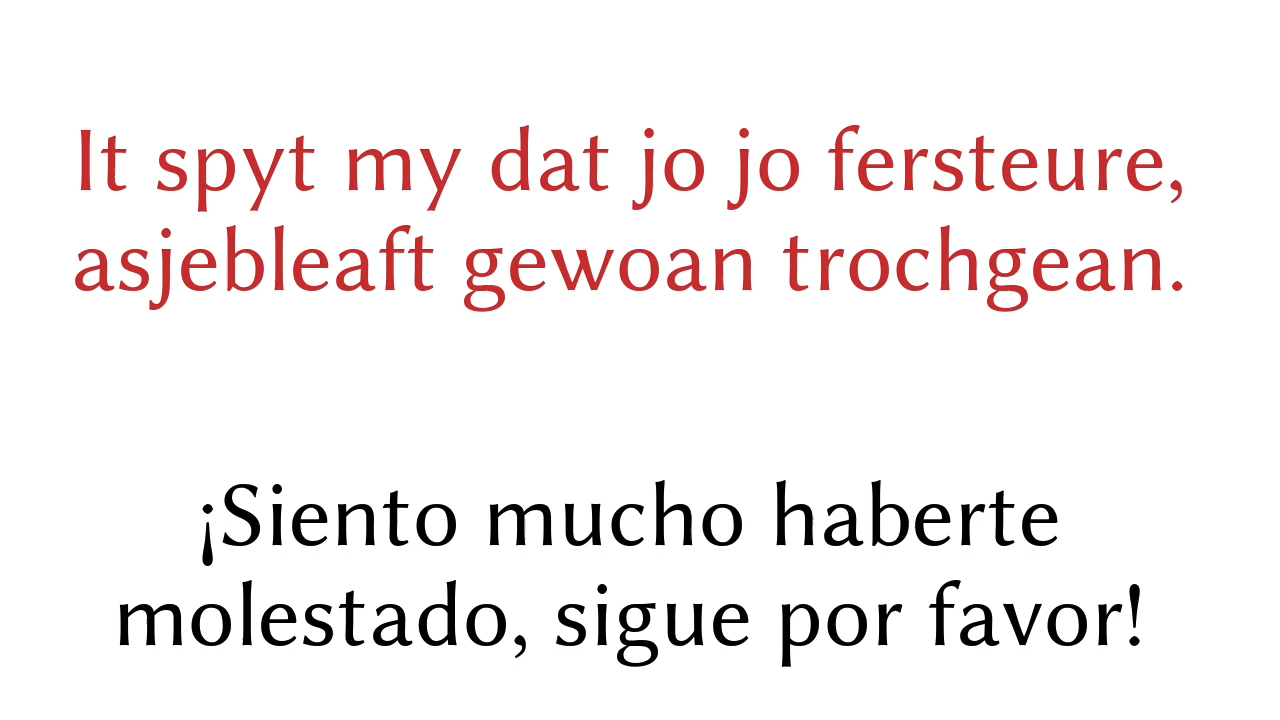 It spyt my dat jo jo fersteure,
asjebleaft gewoan trochgean.
¡Siento mucho haberte
molestado, sigue por favor!